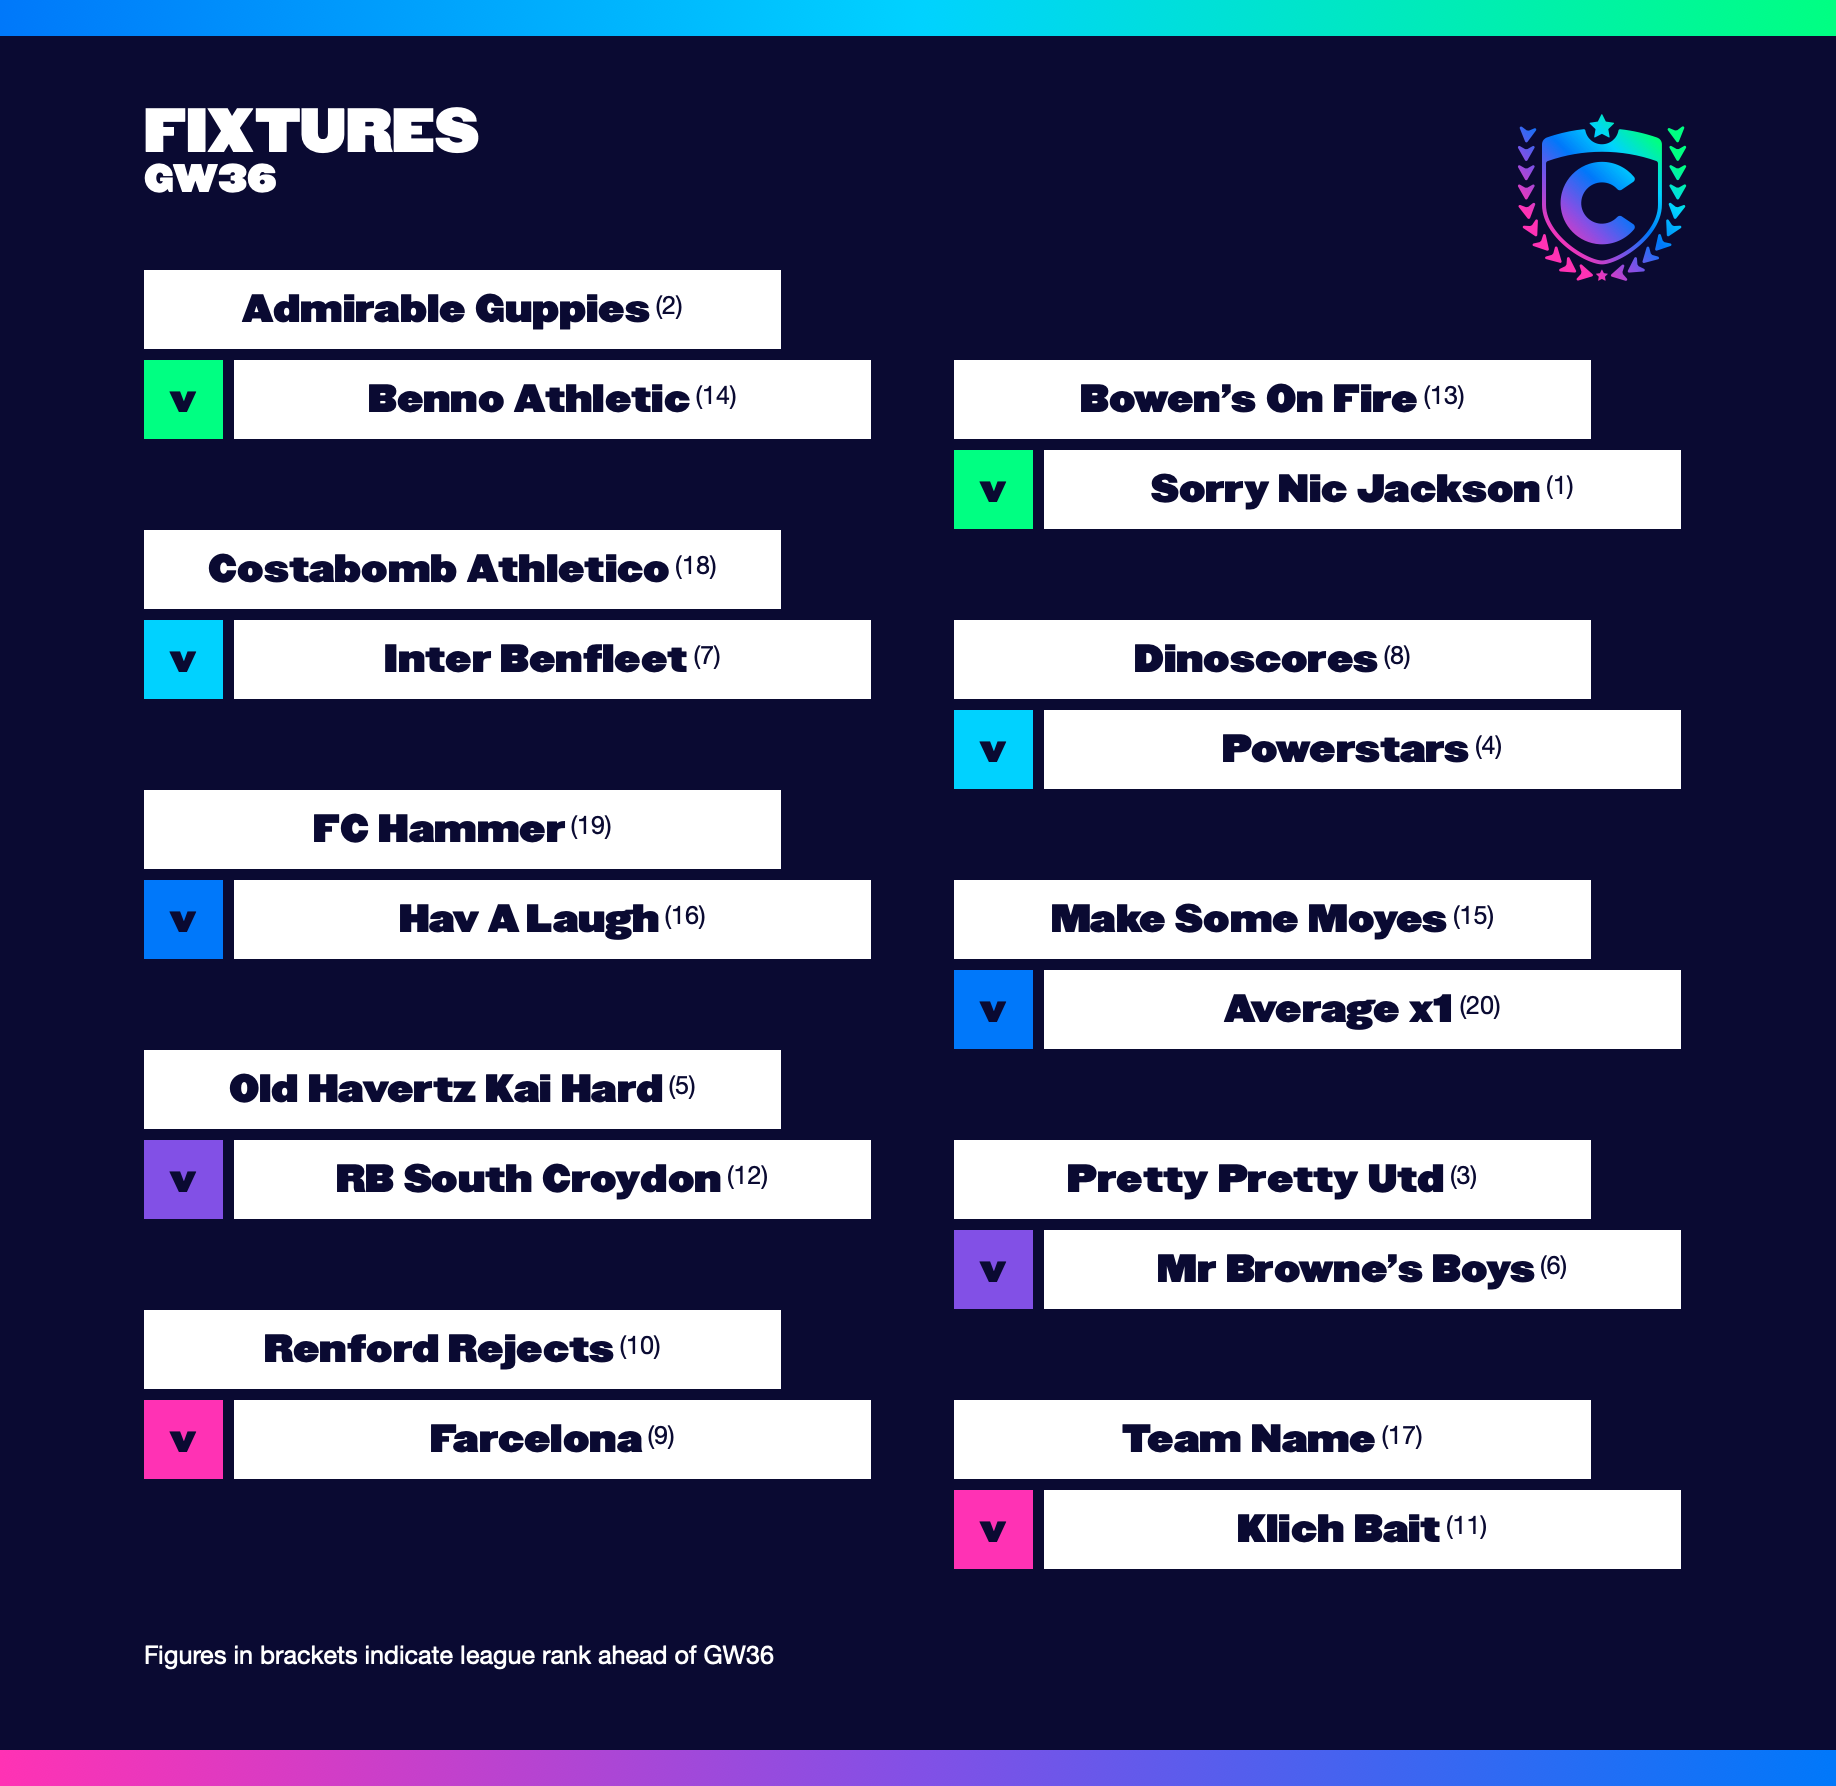 FIXTURES
GW36
Admirable Guppies (2)
v Benno Athletic (14)
Bowen’s On Fire (13)
v Sorry Nic Jackson (1)
Costabomb Athletico (18)
v Inter Benfleet (7)
Dinoscores (8)
v Powerstars (4)
FC Hammer (19)
v Hav A Laugh (16)
Make Some Moyes (15)
v Average x1 (20)
Old Havertz Kai Hard (5)
v RB South Croydon (12)
Pretty Pretty Utd (3)
v Mr Browne’s Boys (6)
Renford Rejects (10)
v Farcelona (9)
Team Name (17)
v Klich Bait (11)
Figures in brackets indicate league rank ahead of GW36
C